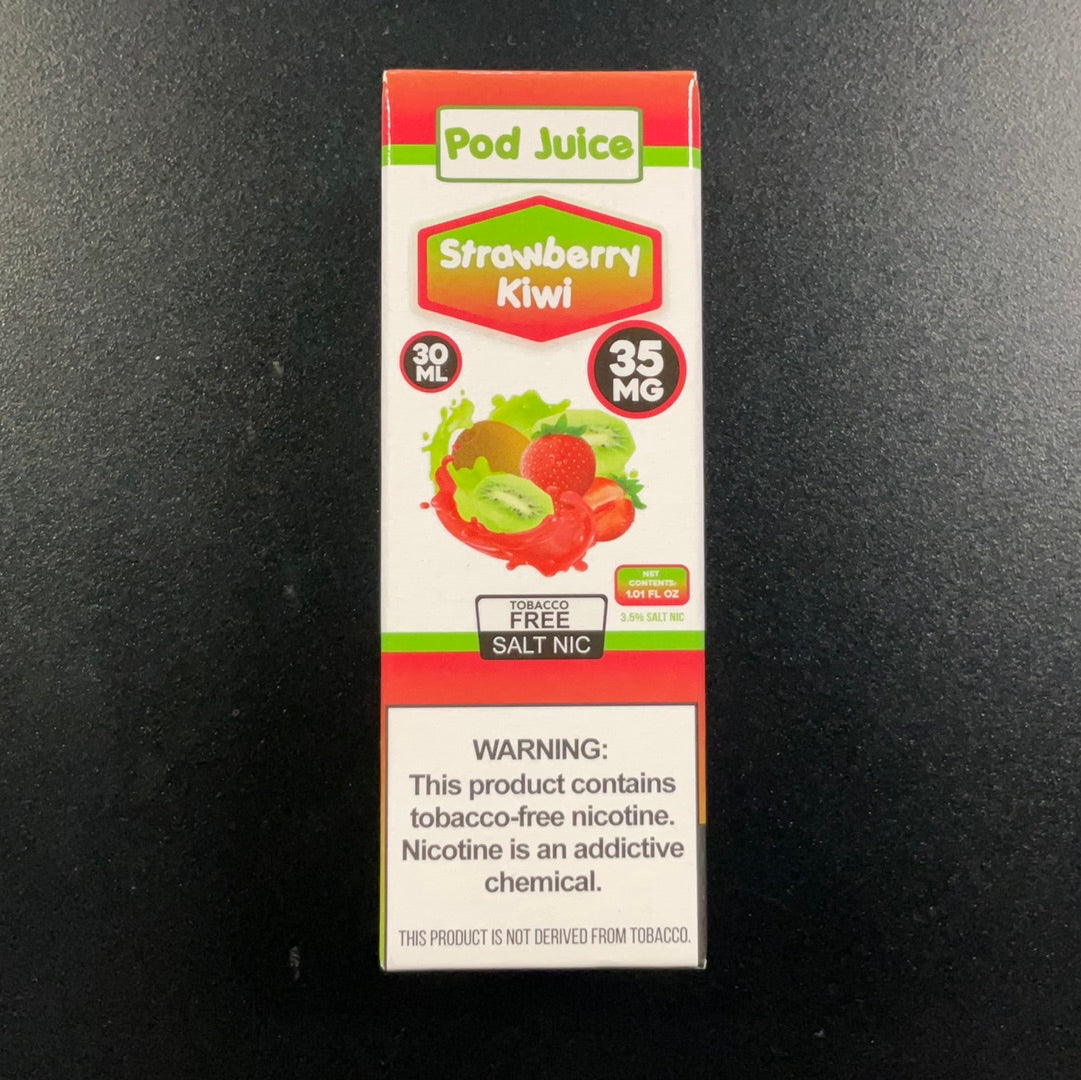 Pod Juice
Strawberry
Kiwi
30
ML
35
MG
NET
CONTENTS:
1.01 FL OZ
3.5% SALT NIC
TOBACCO
FREE
SALT NIC
WARNING:
This product contains
tobacco-free nicotine.
Nicotine is an addictive
chemical.
THIS PRODUCT IS NOT DERIVED FROM TOBACCO.